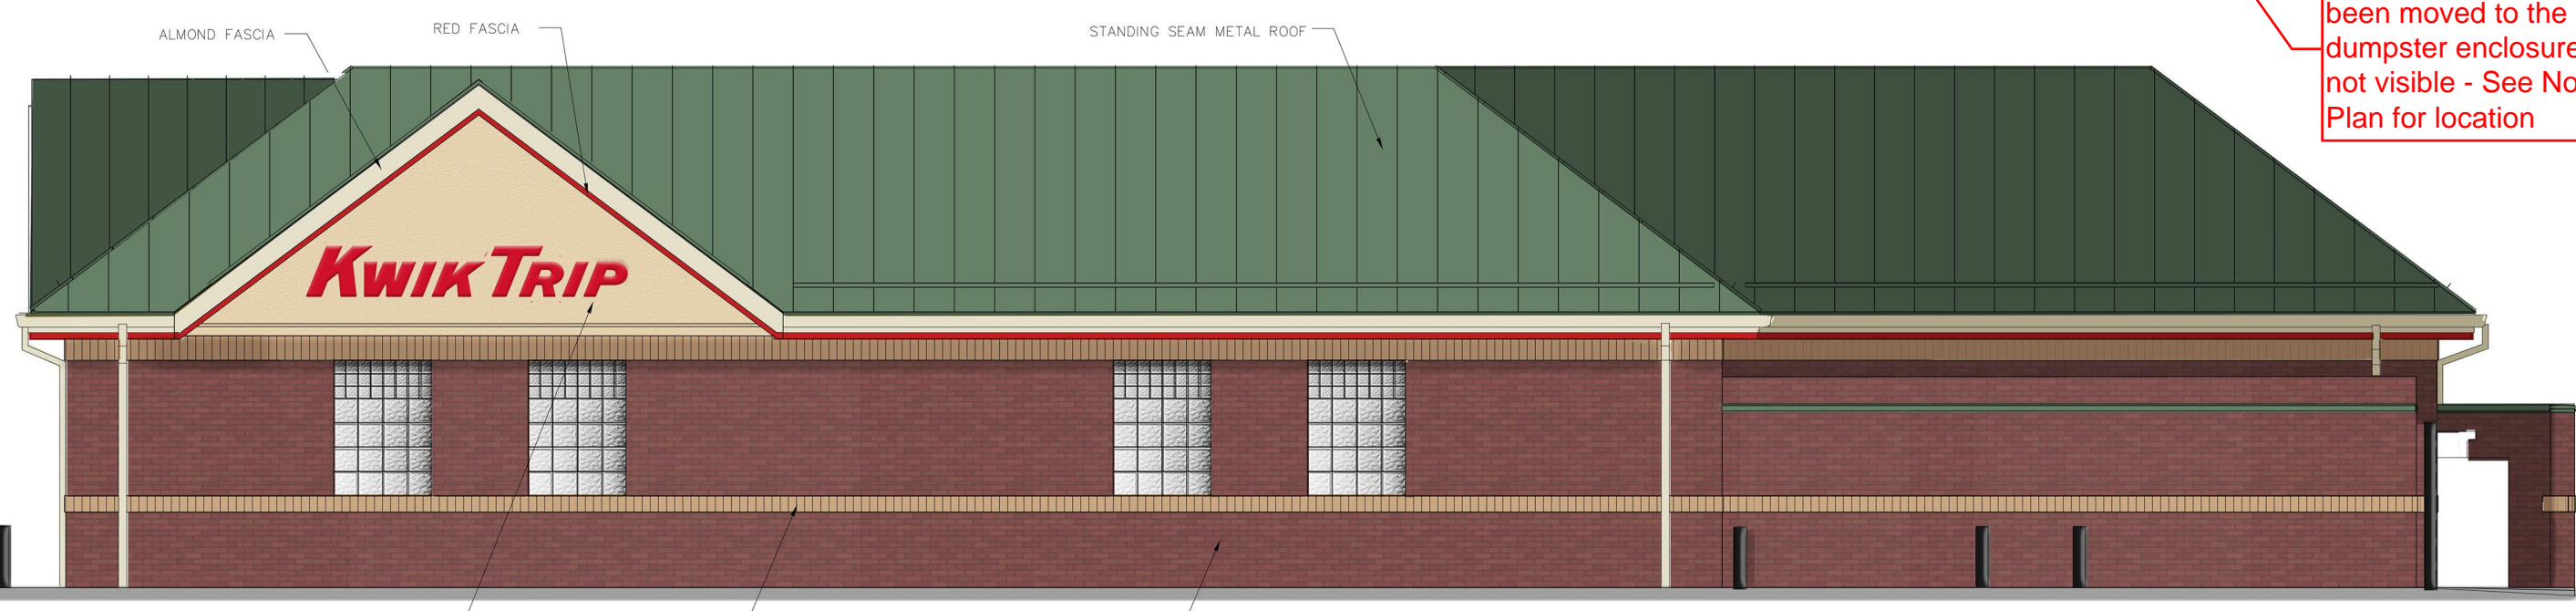 ALMOND FASCIA
RED FASCIA
STANDING SEAM METAL ROOF
been moved to the
dumpster enclosure
not visible - See No
Plan for location
KWIK TRIP